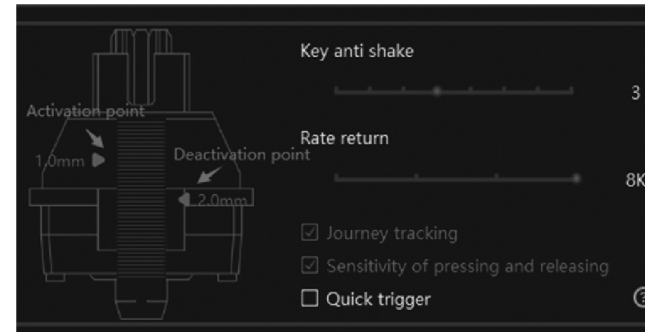 Key anti shake
3
Activation point
Rate return
1.0mm
Deactivation point
8K
2.0mm
Journey tracking
Sensitivity of pressing and releasing
Quick trigger
?